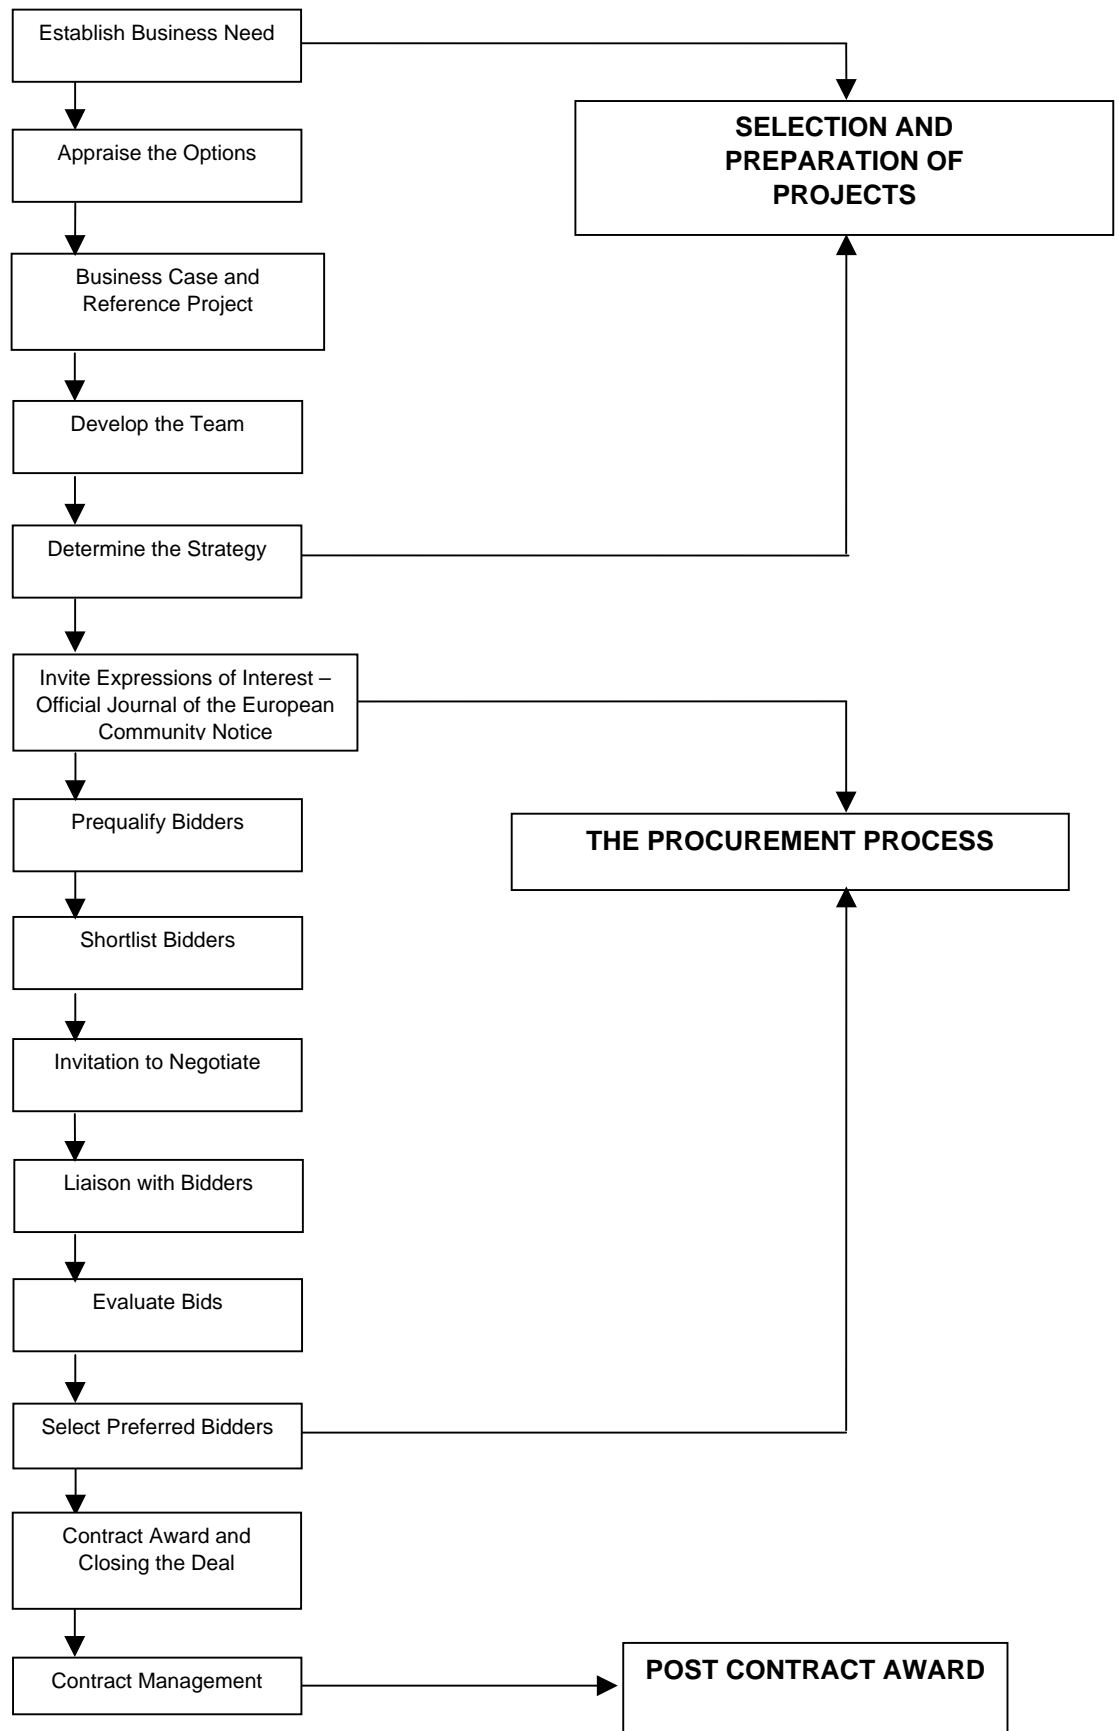 Establish Business Need
SELECTION AND
PREPARATION OF
PROJECTS
Appraise the Options
Business Case and
Reference Project
Develop the Team
Determine the Strategy
Invite Expressions of Interest –
Official Journal of the European
Community Notice
Prequalify Bidders
THE PROCUREMENT PROCESS
Shortlist Bidders
Invitation to Negotiate
Liaison with Bidders
Evaluate Bids
Select Preferred Bidders
Contract Award and
Closing the Deal
Contract Management
POST CONTRACT AWARD